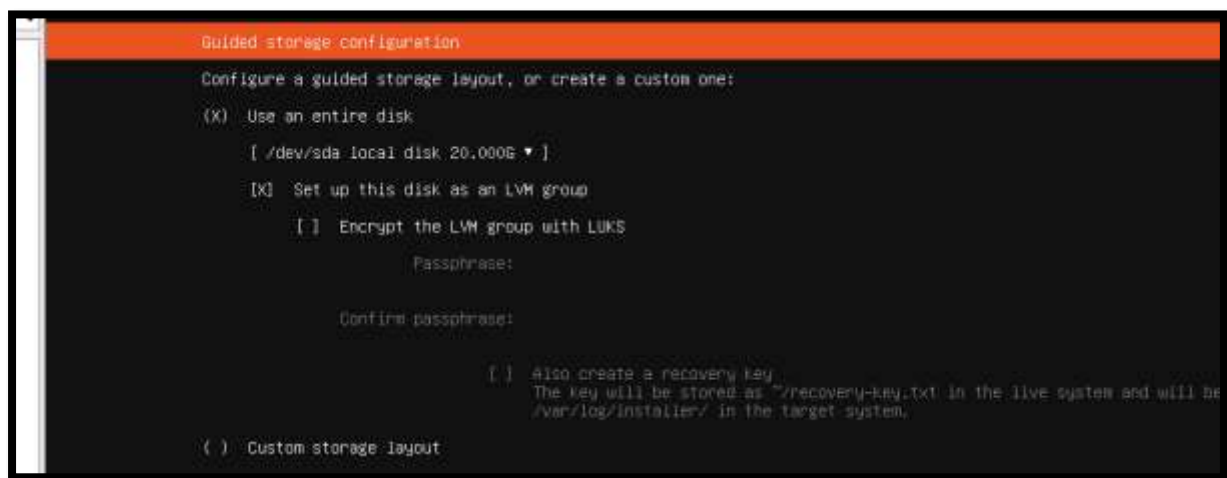 Guided storage configuration
Configure a guided storage layout, or create a custom one:
(X) Use an entire disk
[ /dev/sda local disk 20.000G ▾ ]
[X] Set up this disk as an LVM group
[ ] Encrypt the LVM group with LUKS
Passphrase:
Confirm passphrase:
[ ] Also create a recovery key
The key will be stored as ~/recovery-key.txt in the live system and will be
/var/log/installer/ in the target system.
( ) Custom storage layout